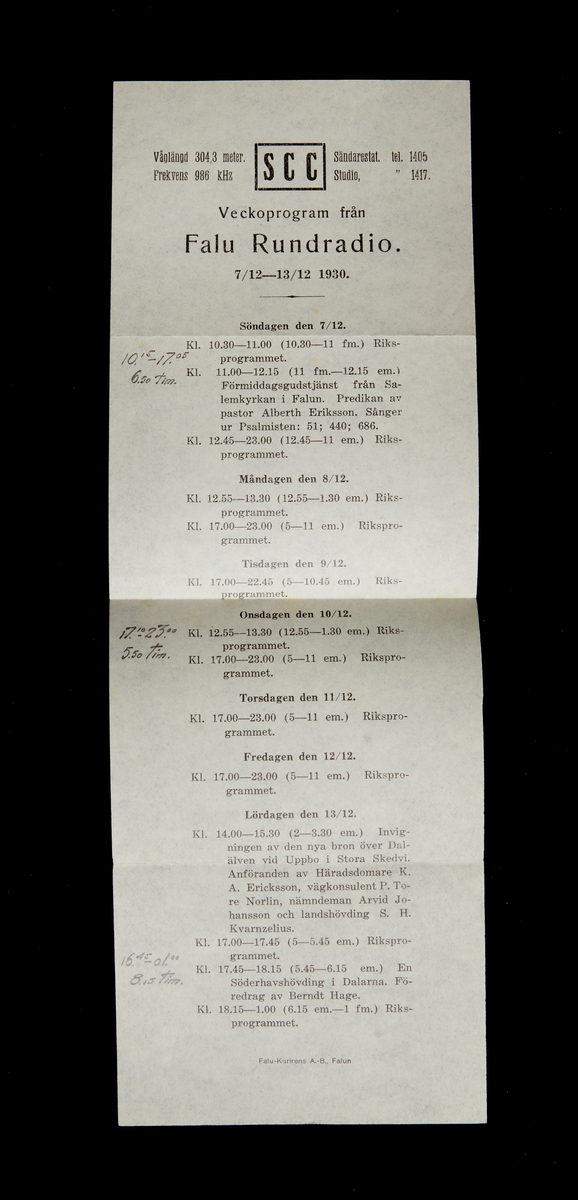 Våglängd 304,3 meter. SCC Sändarestat. tel. 1405
Frekvens 986 kHz Studio, " 1417.
Veckoprogram från
Falu Rundradio.
7/12—13/12 1930.
Söndagen den 7/12.
Kl. 10.30—11.00 (10.30—11 fm.) Riks-
programmet.
10.15-17.05
6.50 Tim.
Kl. 11.00—12.15 (11 fm.—12.15 em.)
Förmiddagsgudstjänst från Sa-
lemkyrkan i Falun. Predikan av
pastor Alberth Eriksson. Sånger
ur Psalmisten: 51; 440; 686.
Kl. 12.45—23.00 (12.45—11 em.) Riks-
programmet.
Måndagen den 8/12.
Kl. 12.55—13.30 (12.55—1.30 em.) Riks-
programmet.
Kl. 17.00—23.00 (5—11 em.) Rikspro-
grammet.
Tisdagen den 9/12.
Kl. 17.00—22.45 (5—10.45 em.) Riks-
programmet.
Onsdagen den 10/12.
17.10-23.00
5.50 Tim.
Kl. 12.55—13.30 (12.55—1.30 em.) Riks-
programmet.
Kl. 17.00—23.00 (5—11 em.) Rikspro-
grammet.
Torsdagen den 11/12.
Kl. 17.00—23.00 (5—11 em.) Rikspro-
grammet.
Fredagen den 12/12.
Kl. 17.00—23.00 (5—11 em.) Rikspro-
grammet.
Lördagen den 13/12.
Kl. 14.00—15.30 (2—3.30 em.) Invig-
ningen av den nya bron över Dal-
älven vid Uppbo i Stora Skedvi.
Anföranden av Häradsdomare K.
A. Ericksson, vägkonsulent P. To-
re Norlin, nämndeman Arvid Jo-
hansson och landshövding S. H.
Kvarnzelius.
Kl. 17.00—17.45 (5—5.45 em.) Rikspro-
grammet.
16.45-01.00
8.15 Tim.
Kl. 17.45—18.15 (5.45—6.15 em.) En
Söderhavshövding i Dalarna. Fö-
redrag av Berndt Hage.
Kl. 18.15—1.00 (6.15 em.—1 fm.) Riks-
programmet.
Falu-Kurirens A.-B., Falun